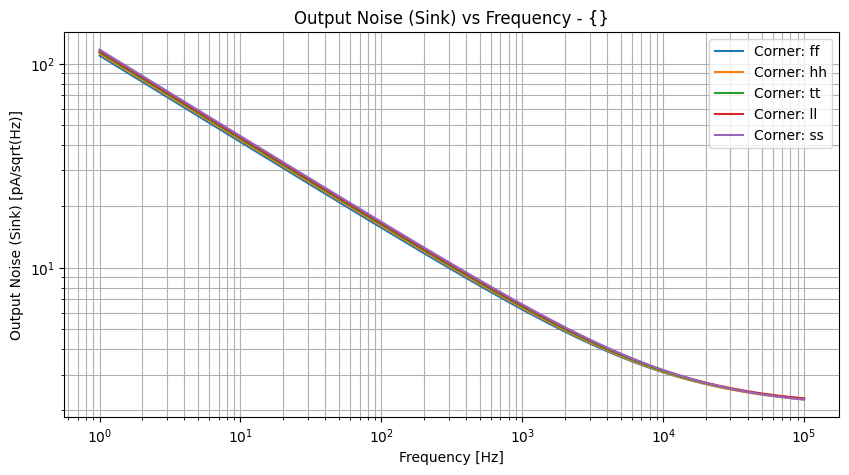 Output Noise (Sink) vs Frequency - {}
Output Noise (Sink) [pA/sqrt(Hz)]
10²
10¹
Corner: ff
Corner: hh
Corner: tt
Corner: ll
Corner: ss
10⁰ 10¹ 10² 10³ 10⁴ 10⁵
Frequency [Hz]